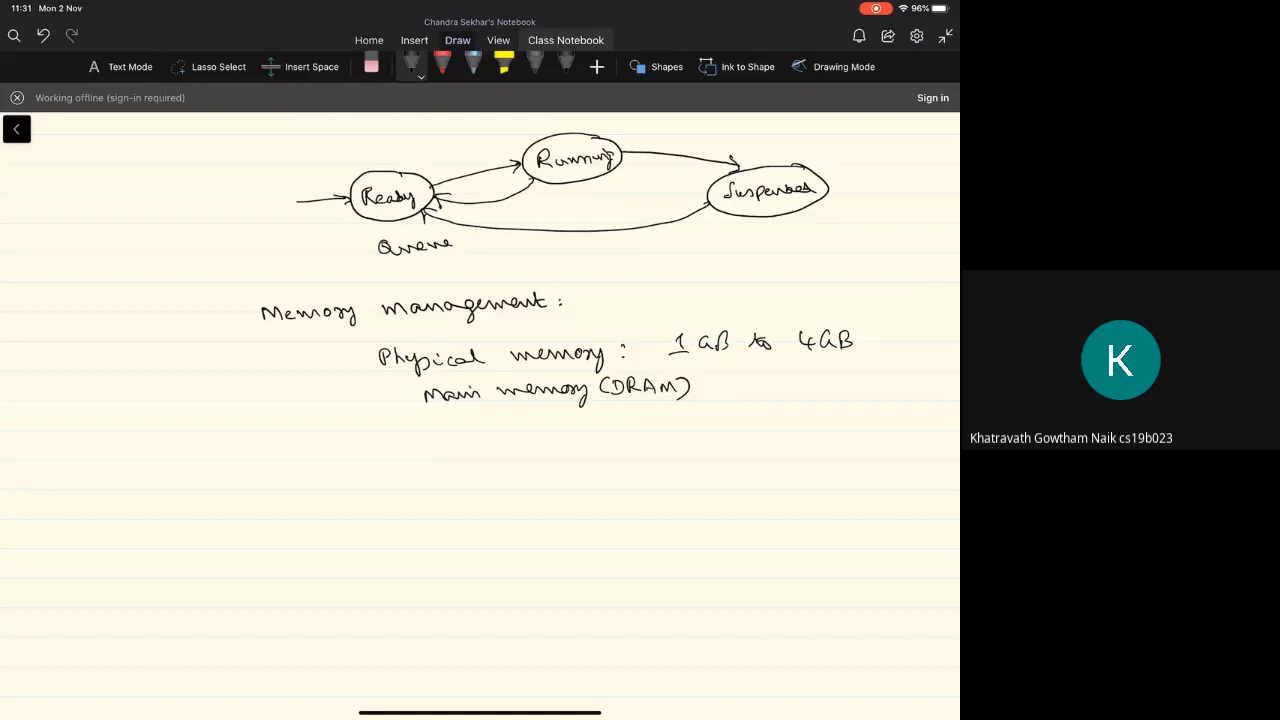 11:31 Mon 2 Nov
96%
Chandra Sekhar's Notebook
Home Insert Draw View Class Notebook
Text Mode Lasso Select Insert Space Shapes Ink to Shape Drawing Mode
Working offline (sign-in required) Sign in
Running
Ready
Suspended
Queue
Memory management:
Physical memory: 1 GB to 4GB
Main memory (DRAM)
K
Khatravath Gowtham Naik cs19b023